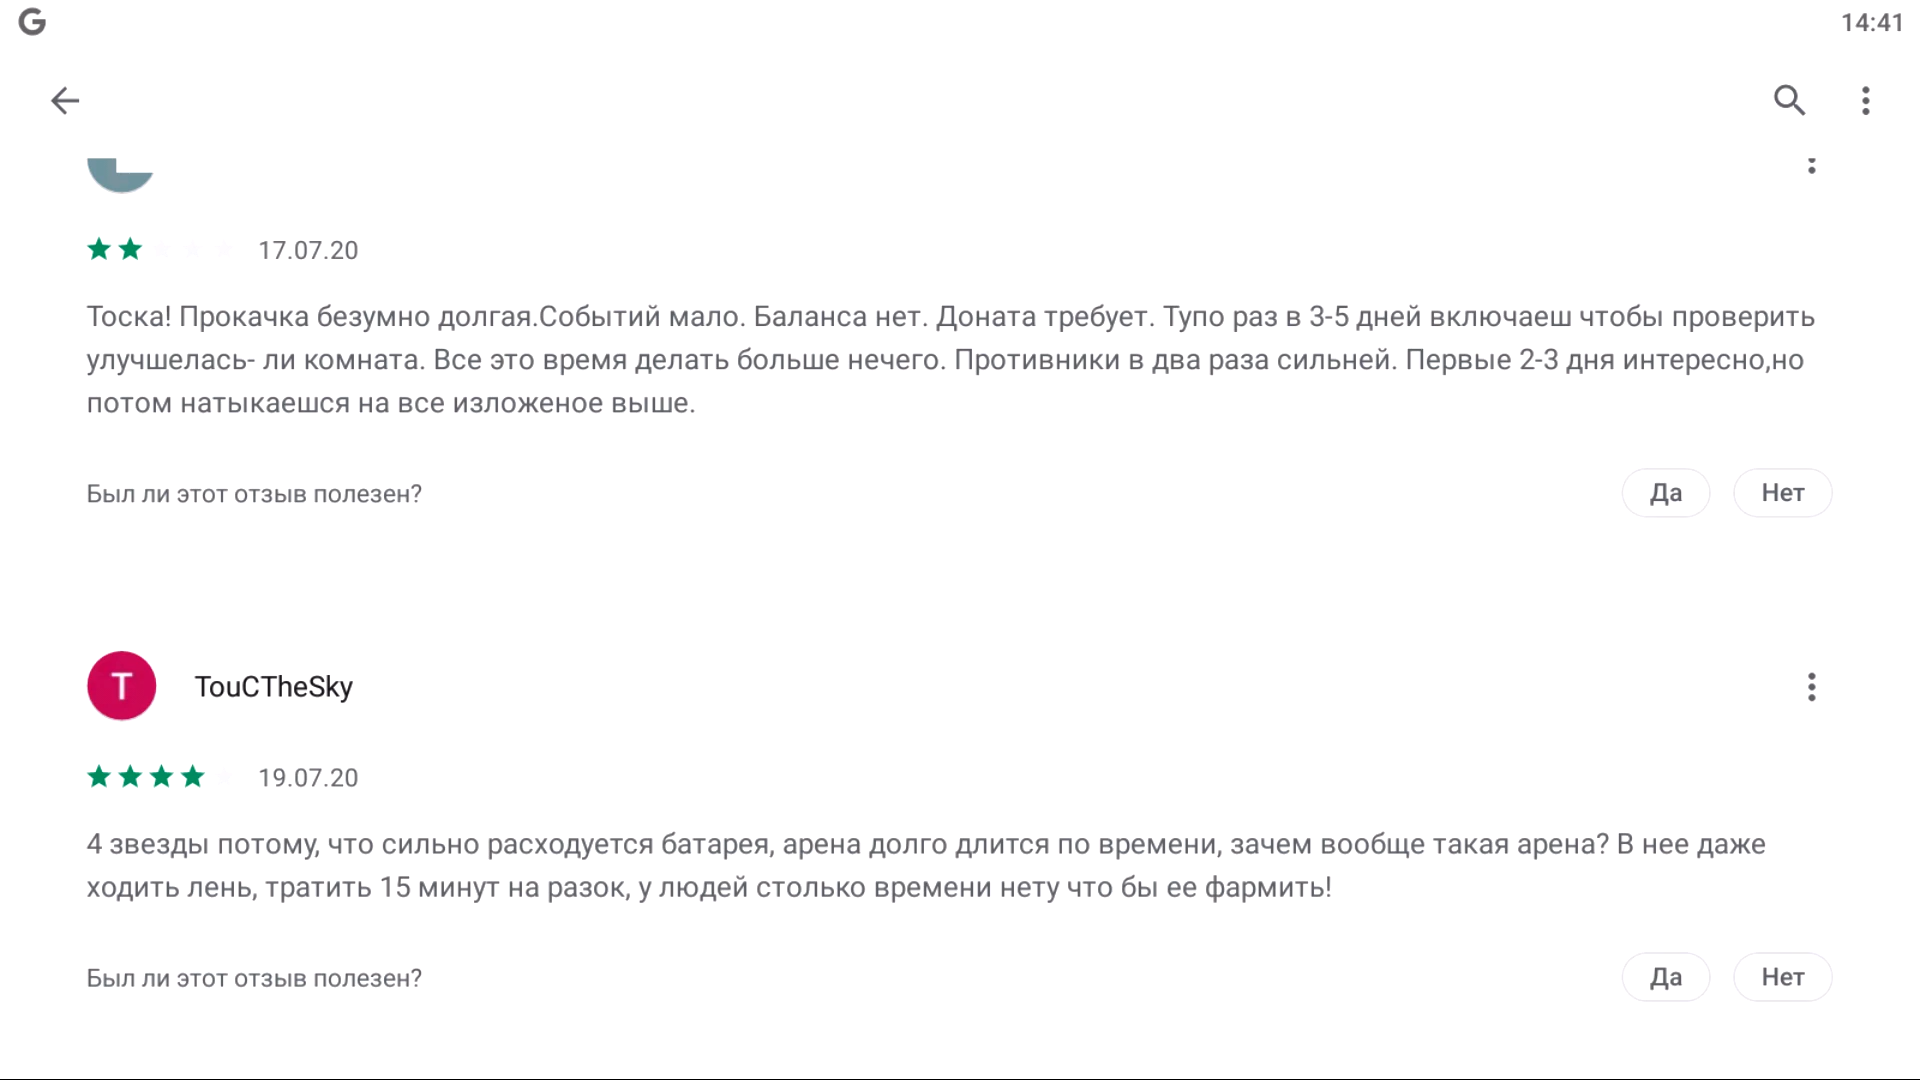 14:41
17.07.20
Тоска! Прокачка безумно долгая.Событий мало. Баланса нет. Доната требует. Тупо раз в 3-5 дней включаеш чтобы проверить
улучшелась- ли комната. Все это время делать больше нечего. Противники в два раза сильней. Первые 2-3 дня интересно,но
потом натыкаешся на все изложеное выше.
Был ли этот отзыв полезен?
Да
Нет
T
TouCTheSky
19.07.20
4 звезды потому, что сильно расходуется батарея, арена долго длится по времени, зачем вообще такая арена? В нее даже
ходить лень, тратить 15 минут на разок, у людей столько времени нету что бы ее фармить!
Был ли этот отзыв полезен?
Да
Нет